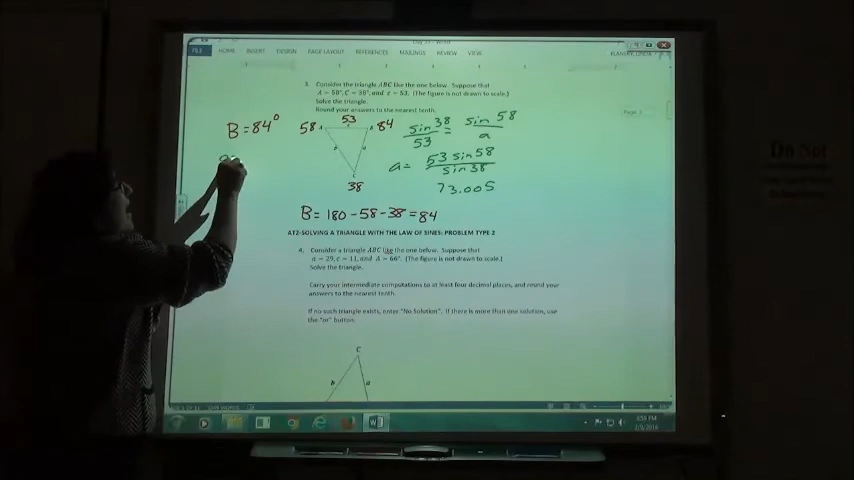 FILE HOME INSERT DESIGN PAGE LAYOUT REFERENCES MAILINGS REVIEW VIEW
3. Consider the triangle ABC like the one below. Suppose that
A = 58°, C = 38°, and c = 53. (The figure is not drawn to scale.)
Solve the triangle.
Round your answers to the nearest tenth.
B = 84°
58 A 53 c B 84
b a
C
38
sin 38 / 53 = sin 58 / a
a = 53 sin 58 / sin 38
73.005
B = 180 - 58 - 38 = 84
AT2-SOLVING A TRIANGLE WITH THE LAW OF SINES: PROBLEM TYPE 2
4. Consider a triangle ABC like the one below. Suppose that
a = 29, c = 11, and A = 66°. (The figure is not drawn to scale.)
Solve the triangle.
Carry your intermediate computations to at least four decimal places, and round your
answers to the nearest tenth.
If no such triangle exists, enter "No Solution". If there is more than one solution, use
the "or" button.
C
b a
Do Not